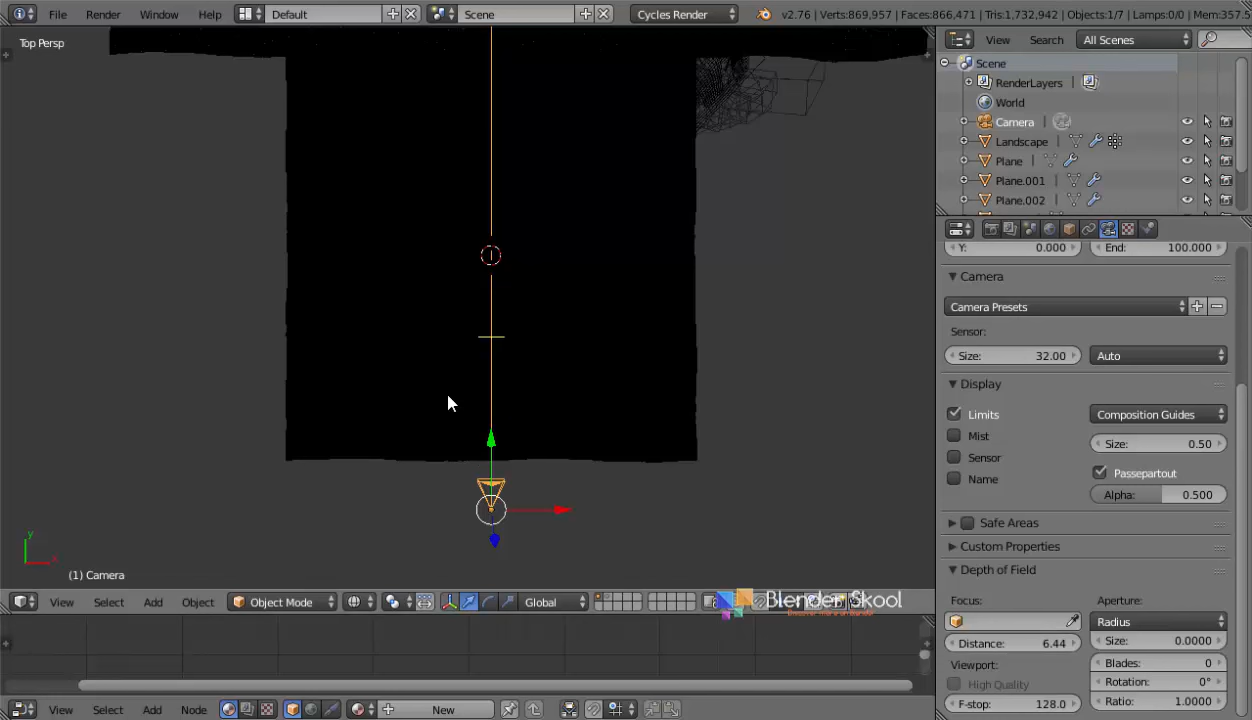 File Render Window Help Default Scene Cycles Render v2.76 | Verts:869,957 | Faces:866,471 | Tris:1,732,942 | Objects:1/7 | Lamps:0/0 | Mem:357.5
Top Persp
View Search All Scenes
Scene
RenderLayers
World
Camera
Landscape
Plane
Plane.001
Plane.002
Y: 0.000 End: 100.000
Camera
Camera Presets
Sensor:
Size: 32.00 Auto
Display
Limits Composition Guides
Mist Size: 0.50
Sensor Passepartout
Name Alpha: 0.500
Safe Areas
Custom Properties
Depth of Field
Focus: Aperture:
Radius
Distance: 6.44 Size: 0.0000
Viewport: Blades: 0
High Quality Rotation: 0°
F-stop: 128.0 Ratio: 1.0000
y
x
(1) Camera
View Select Add Object Object Mode Global
Blender Skool
View Select Add Node New